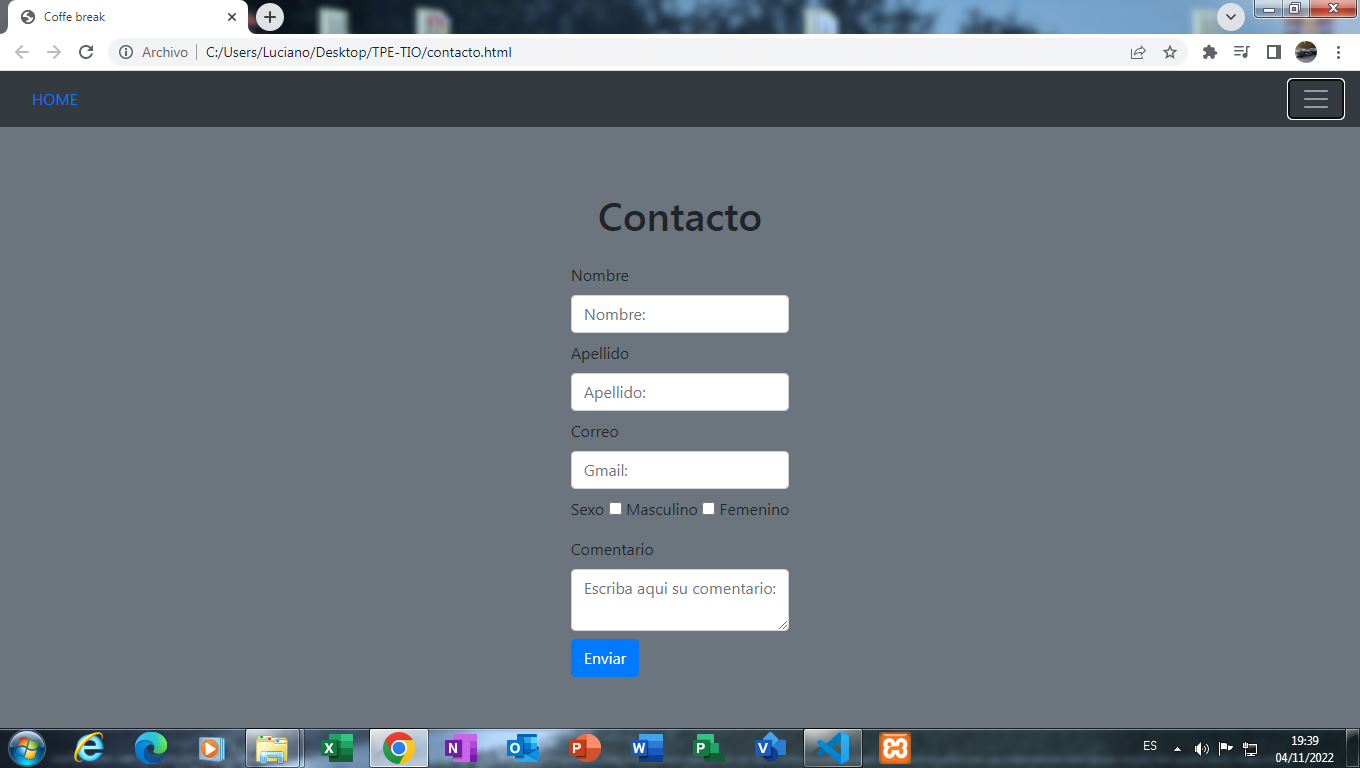 Coffe break
Archivo C:/Users/Luciano/Desktop/TPE-TIO/contacto.html
HOME
Contacto
Nombre
Nombre:
Apellido
Apellido:
Correo
Gmail:
Sexo Masculino Femenino
Comentario
Escriba aqui su comentario:
Enviar
ES
19:39
04/11/2022